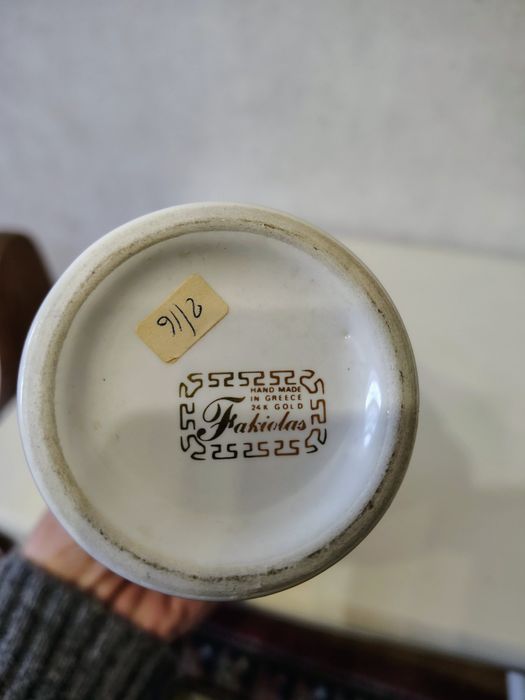 91/2
HAND MADE
IN GREECE
24K GOLD
Fakiolas